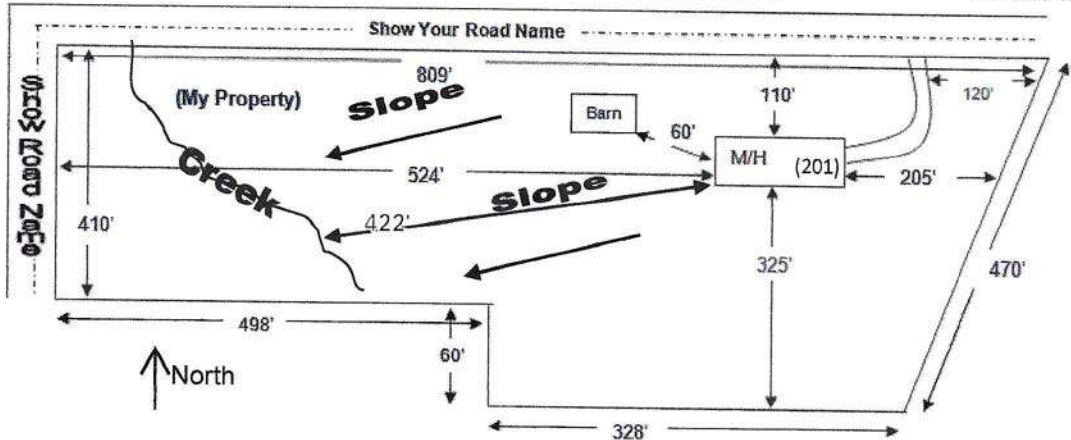 Show Your Road Name
809'
(My Property)
Slope
110'
120'
Barn
60'
M/H
(201)
Show Road Name
Creek
524'
Slope
205'
410'
422'
325'
470'
498'
60'
North
328'